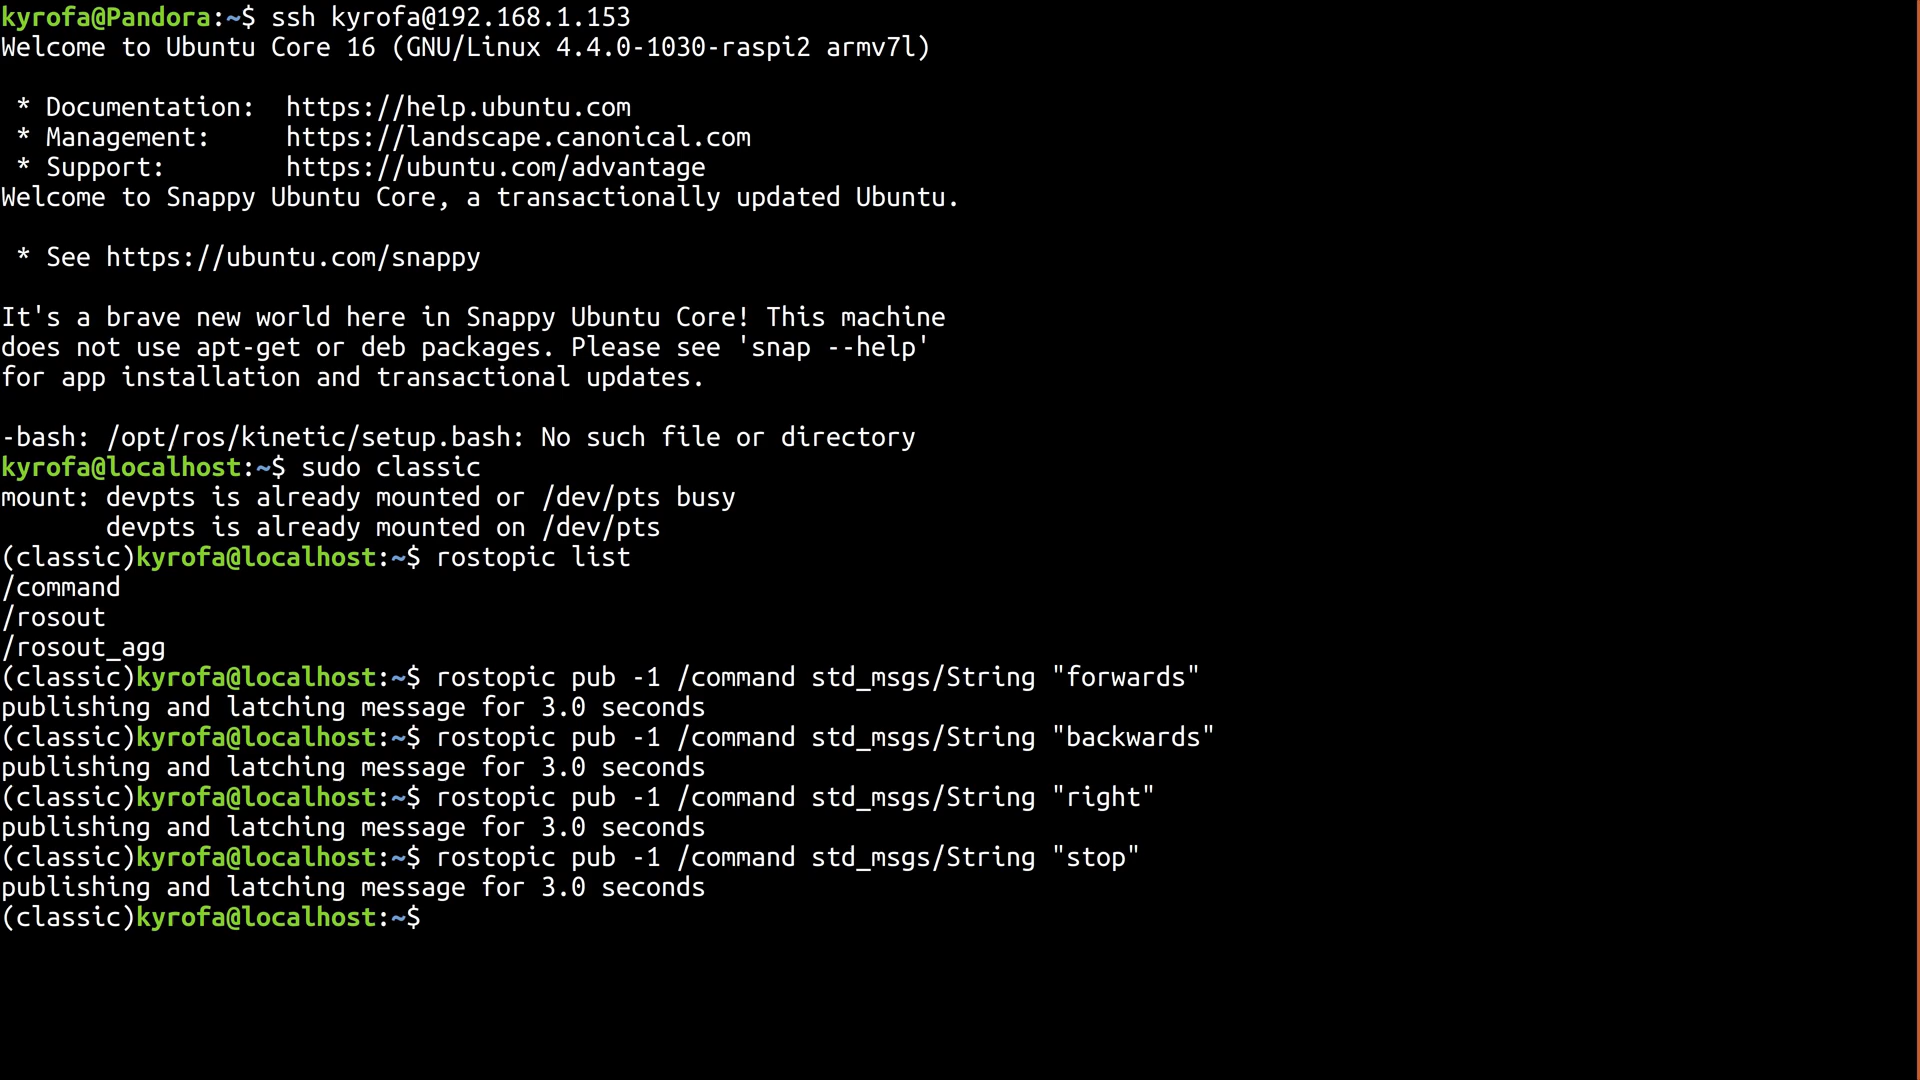 kyrofa@Pandora:~$ ssh kyrofa@192.168.1.153
Welcome to Ubuntu Core 16 (GNU/Linux 4.4.0-1030-raspi2 armv7l)

 * Documentation:  https://help.ubuntu.com
 * Management:     https://landscape.canonical.com
 * Support:        https://ubuntu.com/advantage
Welcome to Snappy Ubuntu Core, a transactionally updated Ubuntu.

 * See https://ubuntu.com/snappy

It's a brave new world here in Snappy Ubuntu Core! This machine
does not use apt-get or deb packages. Please see 'snap --help'
for app installation and transactional updates.

-bash: /opt/ros/kinetic/setup.bash: No such file or directory
kyrofa@localhost:~$ sudo classic
mount: devpts is already mounted or /dev/pts busy
       devpts is already mounted on /dev/pts
(classic)kyrofa@localhost:~$ rostopic list
/command
/rosout
/rosout_agg
(classic)kyrofa@localhost:~$ rostopic pub -1 /command std_msgs/String "forwards"
publishing and latching message for 3.0 seconds
(classic)kyrofa@localhost:~$ rostopic pub -1 /command std_msgs/String "backwards"
publishing and latching message for 3.0 seconds
(classic)kyrofa@localhost:~$ rostopic pub -1 /command std_msgs/String "right"
publishing and latching message for 3.0 seconds
(classic)kyrofa@localhost:~$ rostopic pub -1 /command std_msgs/String "stop"
publishing and latching message for 3.0 seconds
(classic)kyrofa@localhost:~$